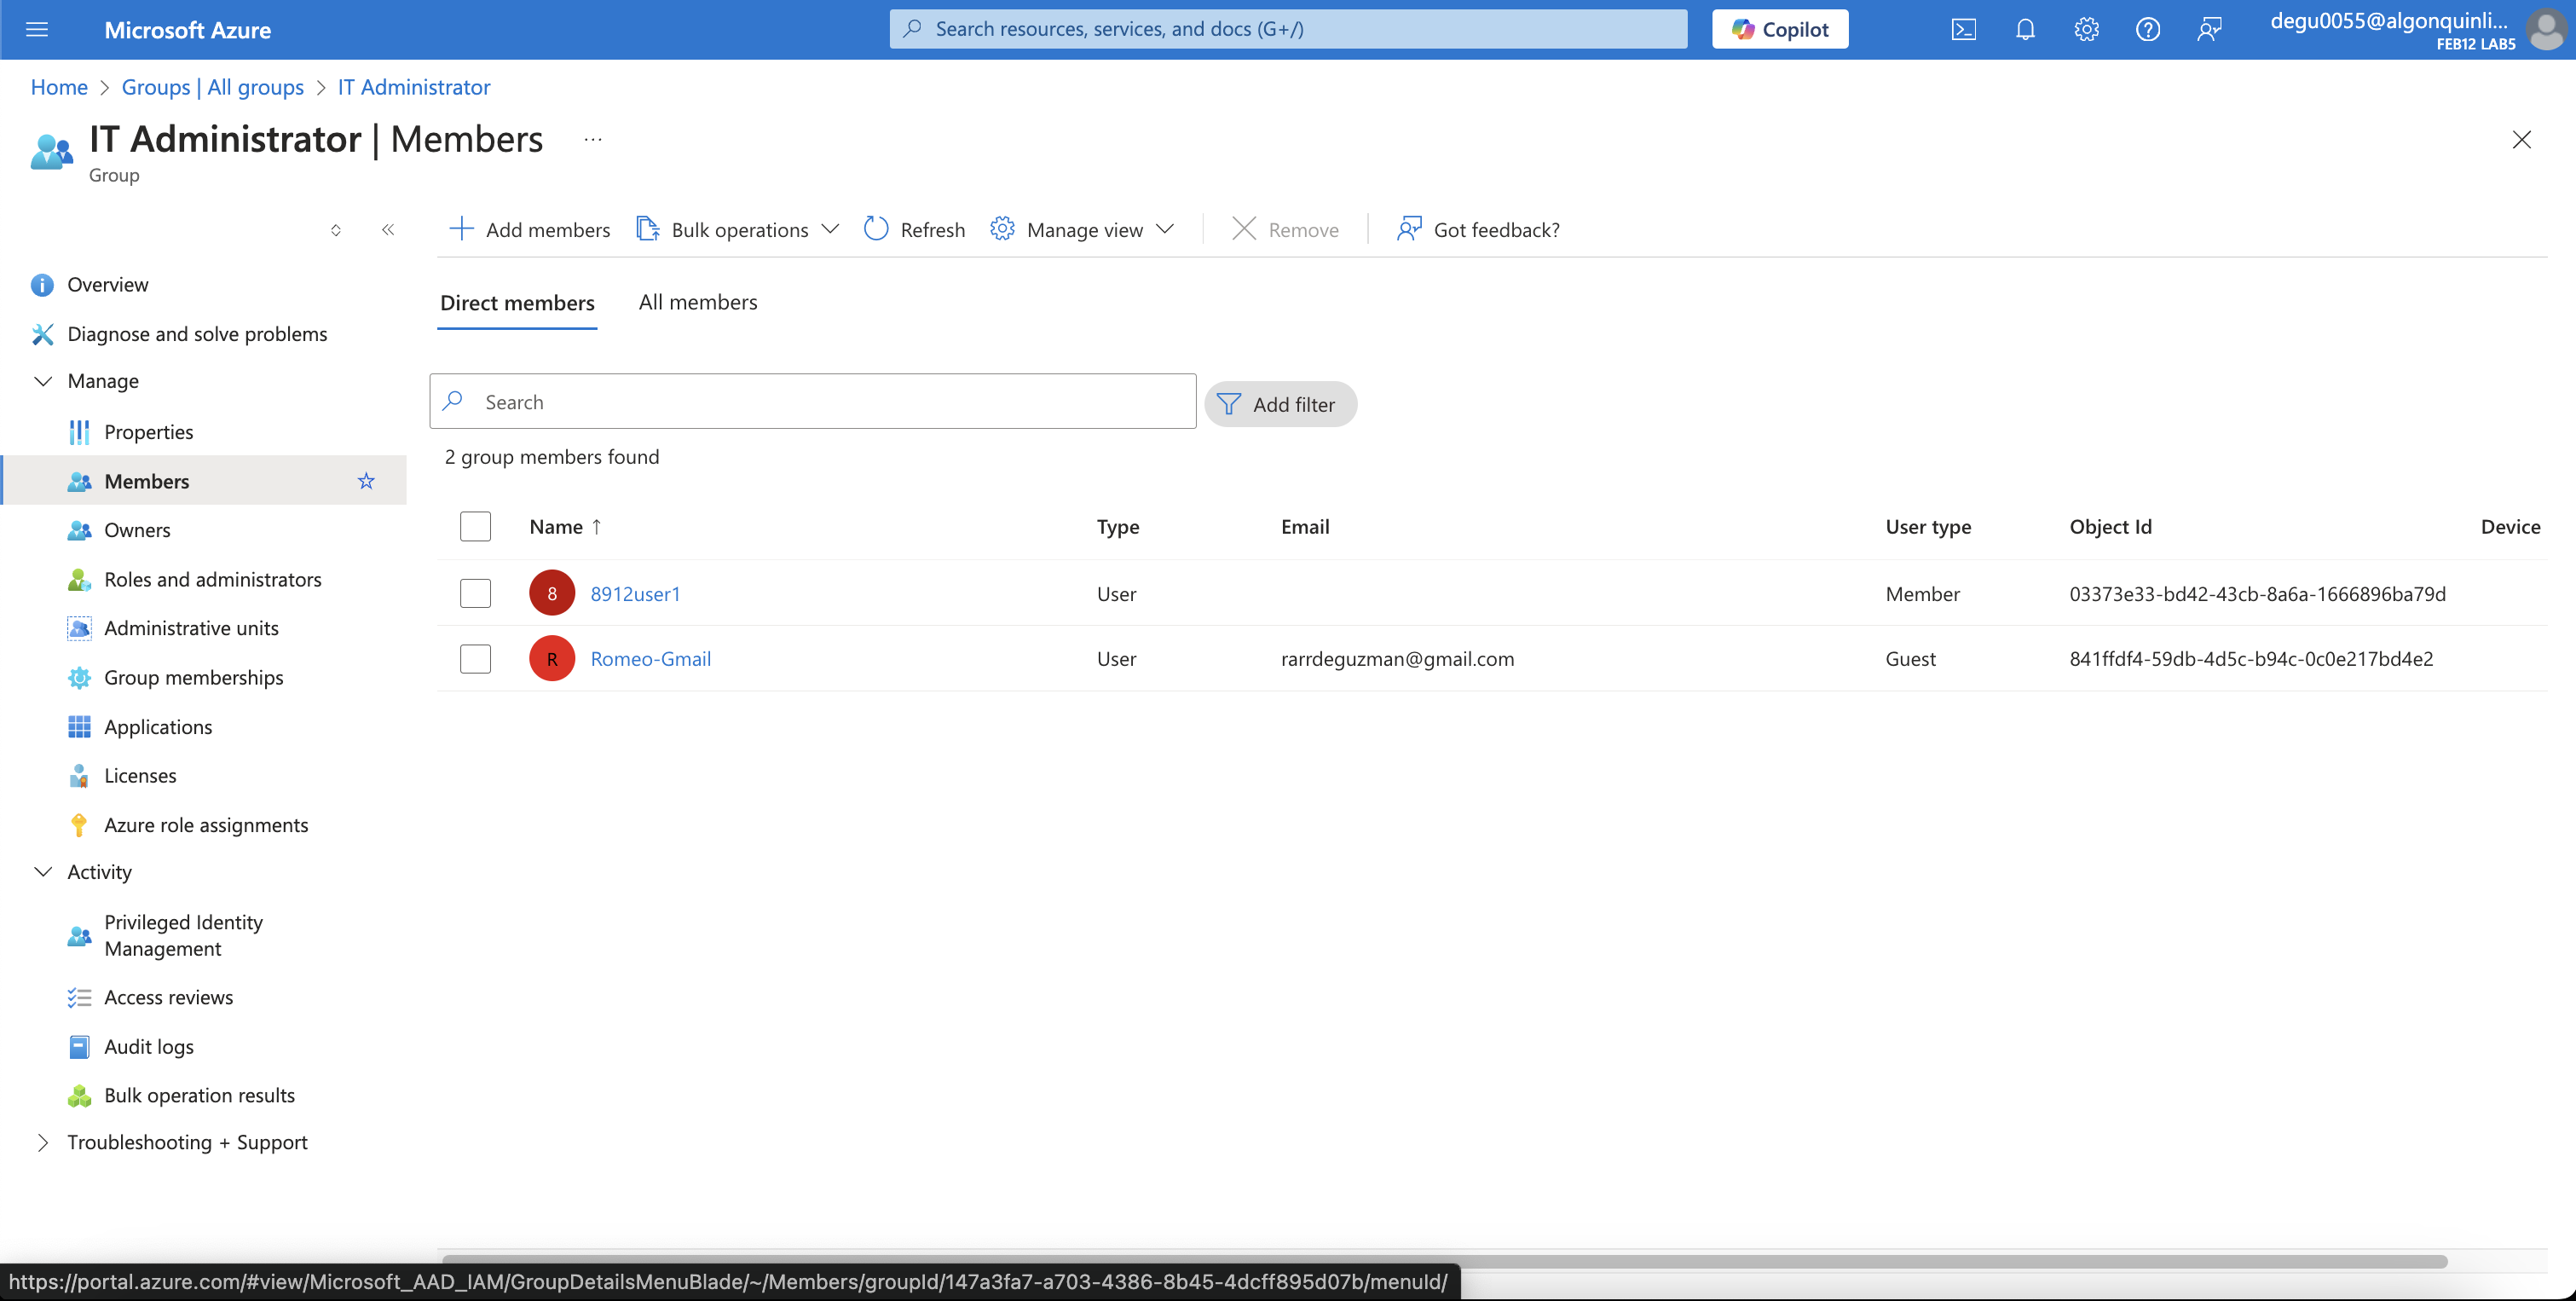 Microsoft Azure
Search resources, services, and docs (G+/)
Copilot
degu0055@algonquinli...
FEB12 LAB5
Home > Groups | All groups > IT Administrator
IT Administrator | Members ...
Group
Add members
Bulk operations
Refresh
Manage view
Remove
Got feedback?
Overview
Diagnose and solve problems
Manage
Properties
Members
Owners
Roles and administrators
Administrative units
Group memberships
Applications
Licenses
Azure role assignments
Activity
Privileged Identity
Management
Access reviews
Audit logs
Bulk operation results
Troubleshooting + Support
Direct members
All members
Search
Add filter
2 group members found
Name ↑ Type Email User type Object Id Device
8 8912user1 User Member 03373e33-bd42-43cb-8a6a-1666896ba79d
R Romeo-Gmail User rarrdeguzman@gmail.com Guest 841ffdf4-59db-4d5c-b94c-0c0e217bd4e2
https://portal.azure.com/#view/Microsoft_AAD_IAM/GroupDetailsMenuBlade/~/Members/groupId/147a3fa7-a703-4386-8b45-4dcff895d07b/menuId/